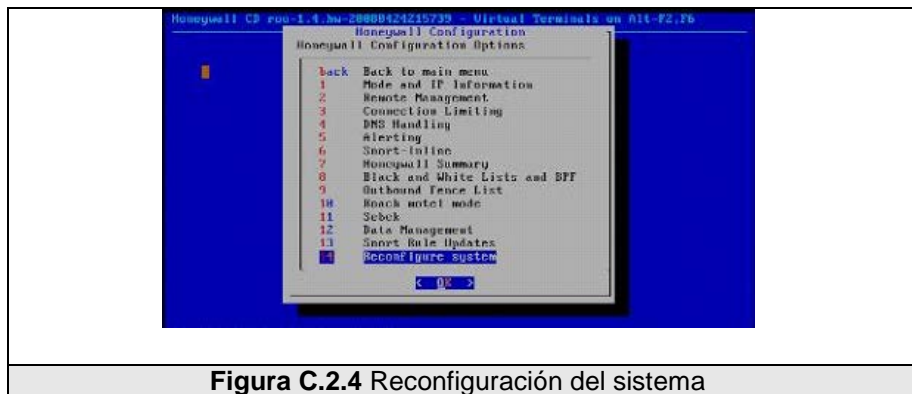 Honeywall CD roo-1.4.hw-20080424215739 - Virtual Terminals on Alt-F2,F6
Honeywall Configuration
Honeywall Configuration Options
back Back to main menu
1 Mode and IP Information
2 Remote Management
3 Connection Limiting
4 DNS Handling
5 Alerting
6 Snort-Inline
7 Honeywall Summary
8 Black and White Lists and BPF
9 Outbound Fence List
10 Roach motel mode
11 Sebek
12 Data Management
13 Snort Rule Updates
14 Reconfigure system
< OK >
Figura C.2.4 Reconfiguración del sistema